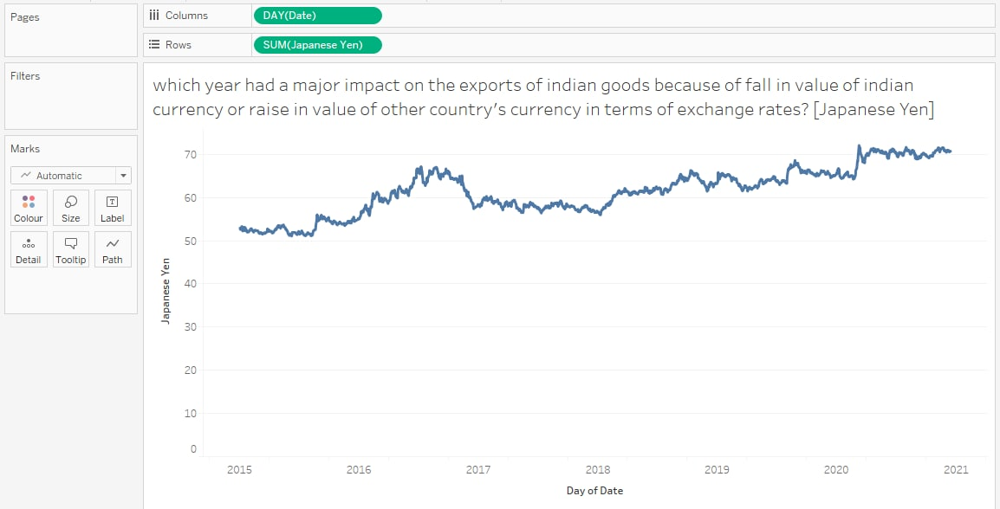 Pages
Columns
DAY(Date)
Rows
SUM(Japanese Yen)
Filters
Marks
Automatic
Colour
Size
Label
Detail
Tooltip
Path
which year had a major impact on the exports of indian goods because of fall in value of indian
currency or raise in value of other country's currency in terms of exchange rates? [Japanese Yen]
70
60
50
40
30
20
10
0
Japanese Yen
2015
2016
2017
2018
2019
2020
2021
Day of Date